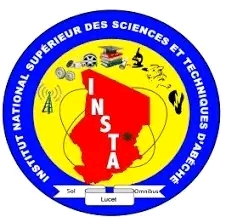 INSTITUT NATIONAL SUPÉRIEUR DES SCIENCES ET TECHNIQUES D'ABÉCHÉ
INSTA
Sol Omnibus
Lucet